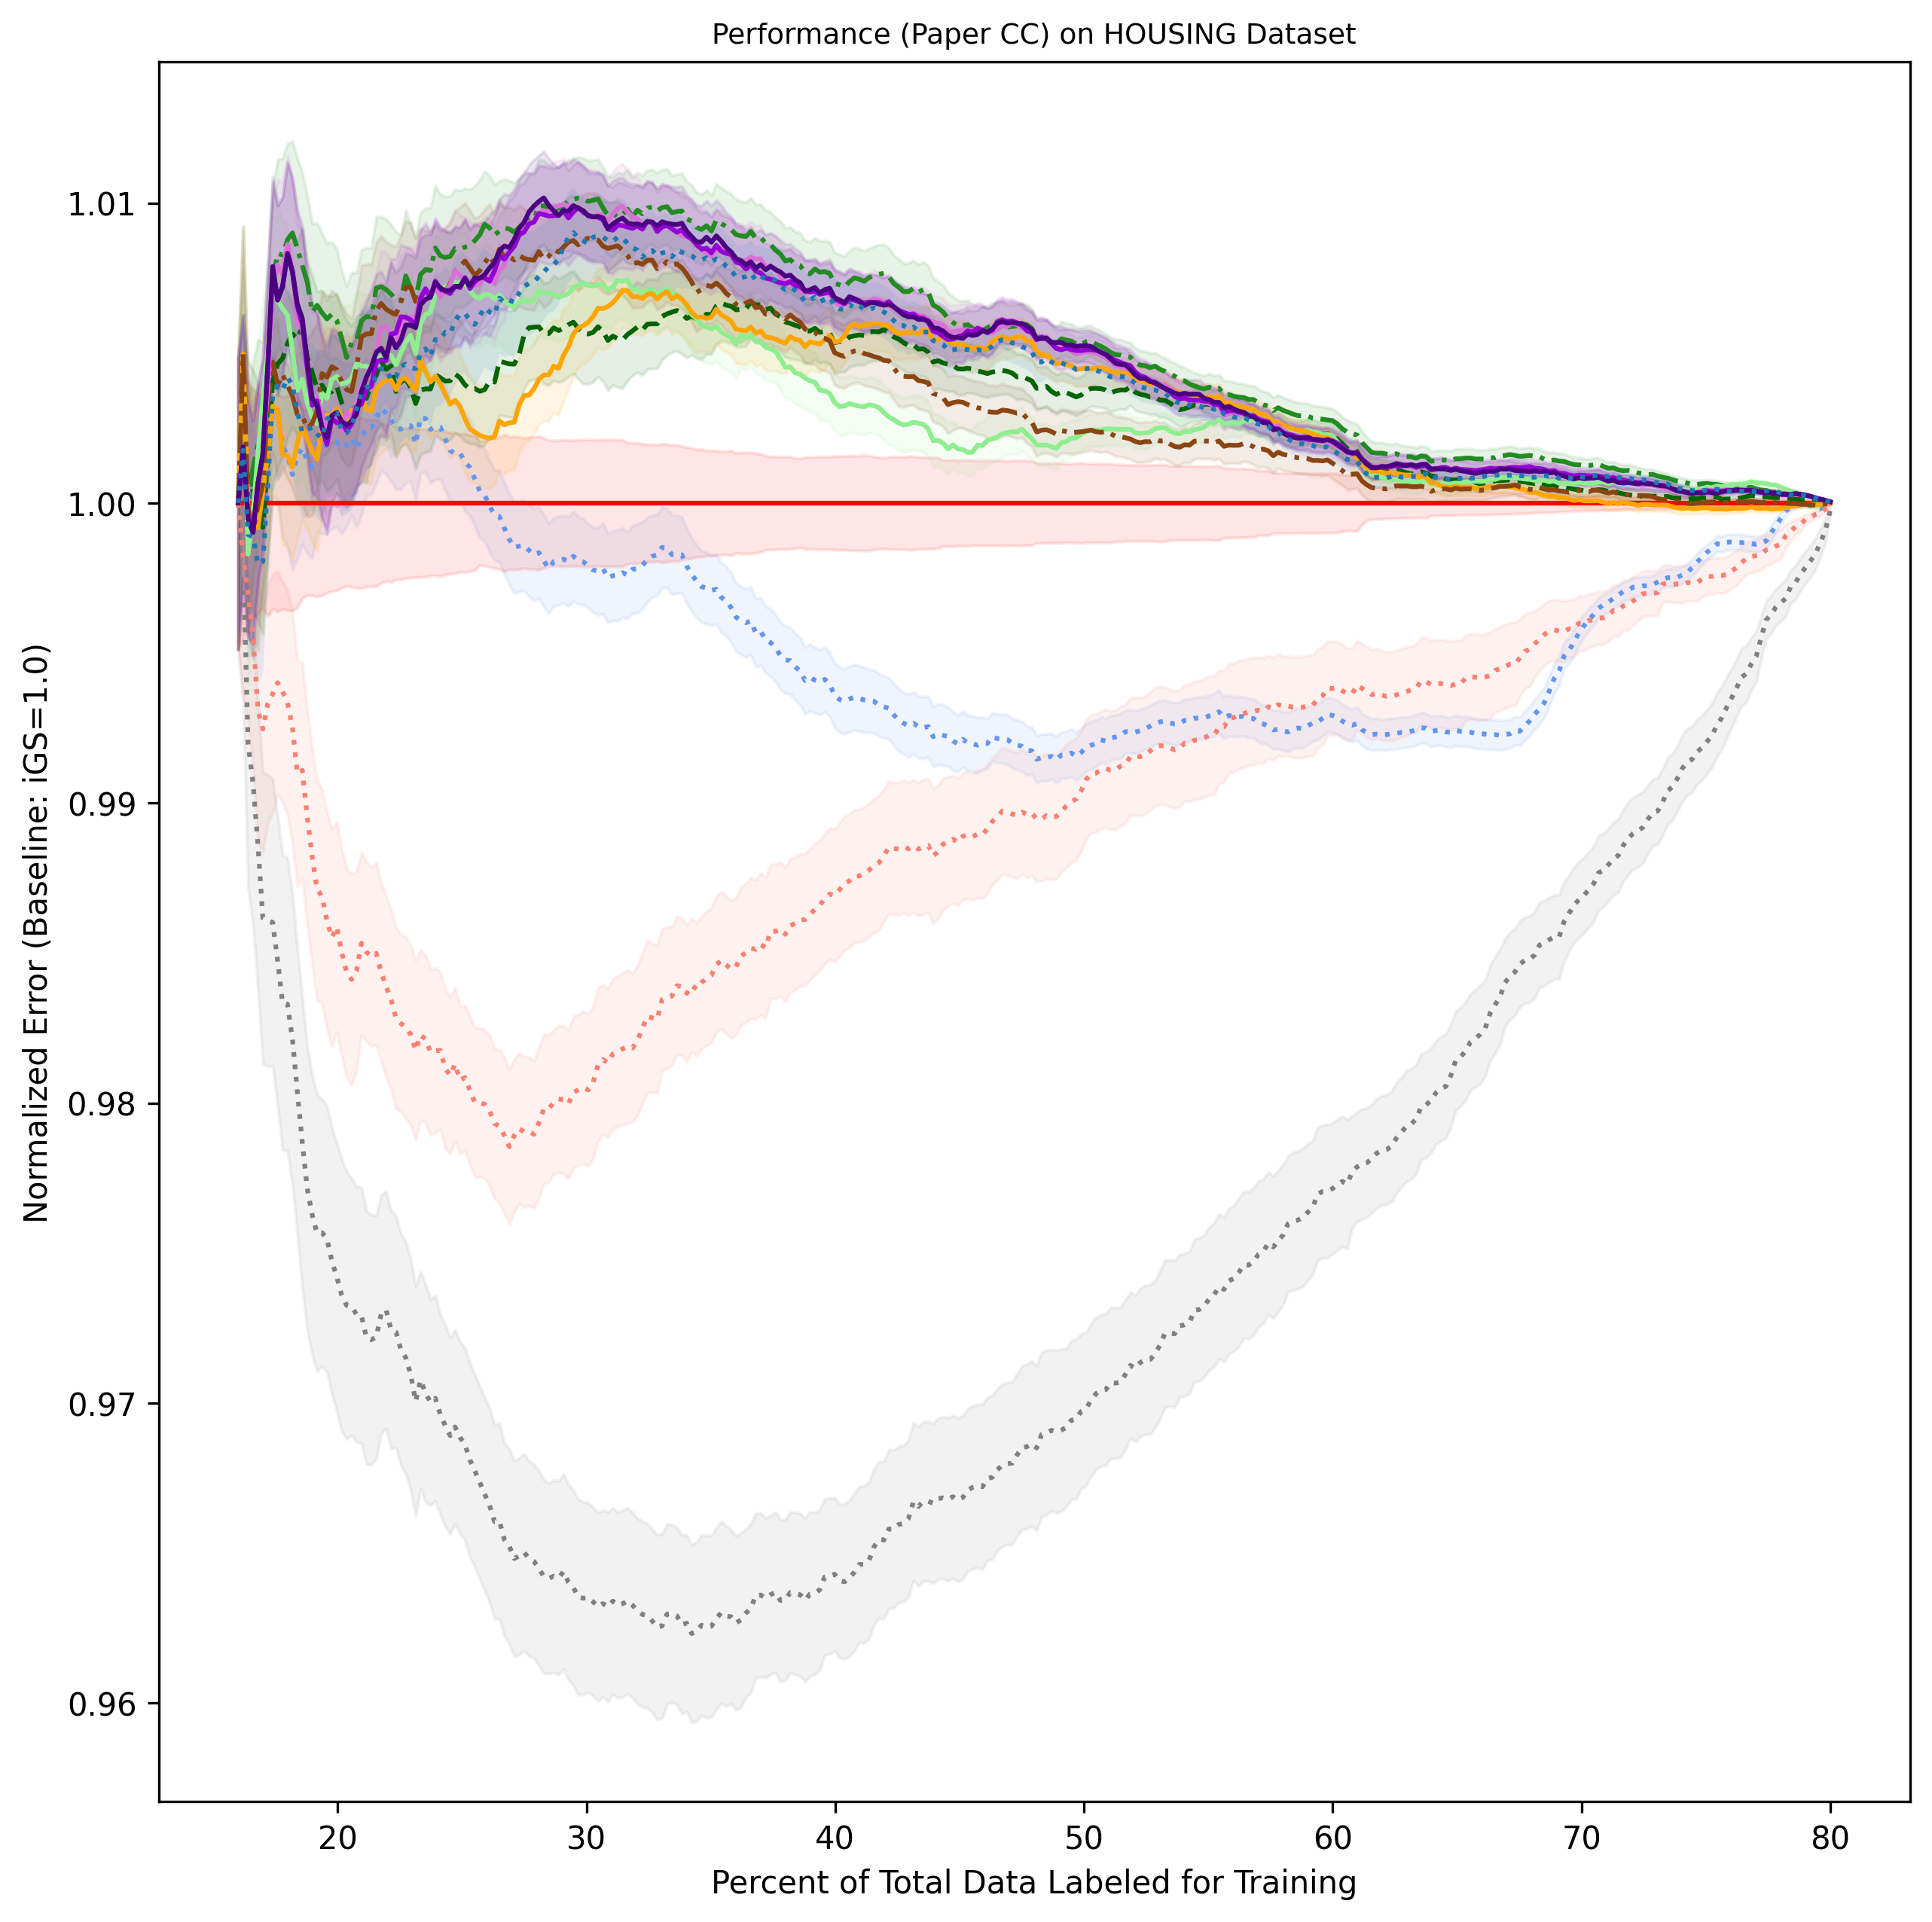 Performance (Paper CC) on HOUSING Dataset
Normalized Error (Baseline: iGS=1.0)
1.01
1.00
0.99
0.98
0.97
0.96
20 30 40 50 60 70 80
Percent of Total Data Labeled for Training